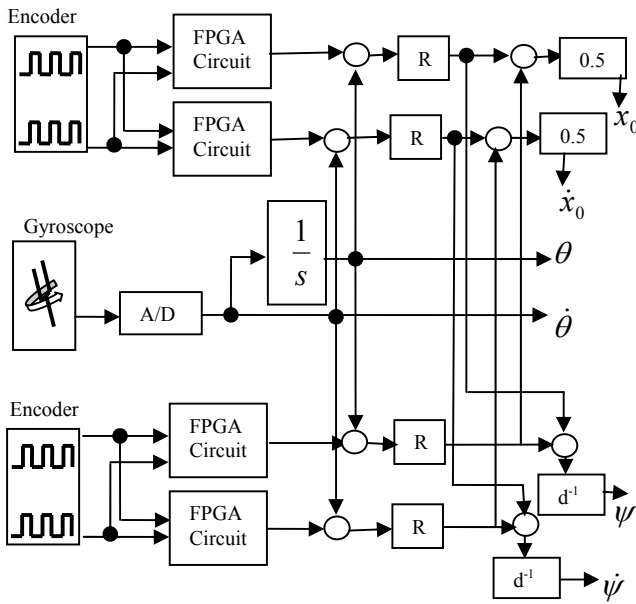 Encoder
FPGA
Circuit
R
0.5
x₀
FPGA
Circuit
R
0.5
ẋ₀
Gyroscope
1
s
θ
A/D
θ̇
Encoder
FPGA
Circuit
R
d⁻¹
ψ
FPGA
Circuit
R
d⁻¹
ψ̇